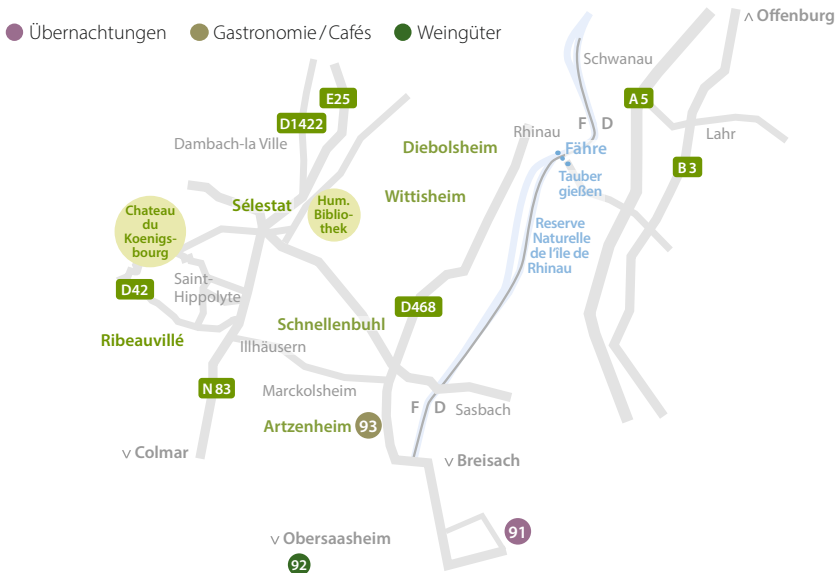 Übernachtungen
Gastronomie / Cafés
Weingüter
˄ Offenburg
Schwanau
E25
A 5
D1422
F D
Rhinau
Lahr
Dambach-la Ville
Diebolsheim
Fähre
B 3
Tauber
gießen
Wittisheim
Sélestat
Hum.
Biblio-
thek
Chateau
du
Koenigs-
bourg
Reserve
Naturelle
de l'île de
Rhinau
Saint-
Hippolyte
D42
D468
Schnellenbuhl
Ribeauvillé
Illhäusern
N 83
Marckolsheim
F D
Sasbach
Artzenheim 93
˅ Colmar
˅ Breisach
91
˅ Obersaasheim
92